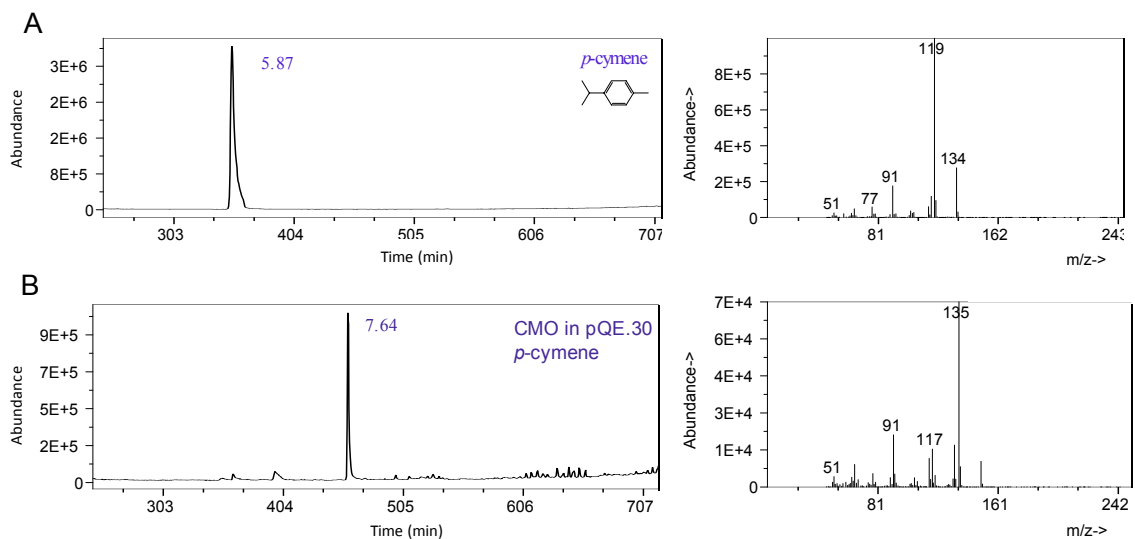 A
3E+6
2E+6
2E+6
8E+5
0
Abundance
5.87
p-cymene
303
404
505
606
707
Time (min)
8E+5
6E+5
4E+5
2E+5
0
Abundance->
119
134
91
77
51
81
162
243
m/z->
B
9E+5
7E+5
5E+5
2E+5
0
Abundance
7.64
CMO in pQE.30
p-cymene
303
404
505
606
707
Time (min)
7E+4
6E+4
4E+4
3E+4
1E+4
0
Abundance->
135
91
117
51
81
161
242
m/z->